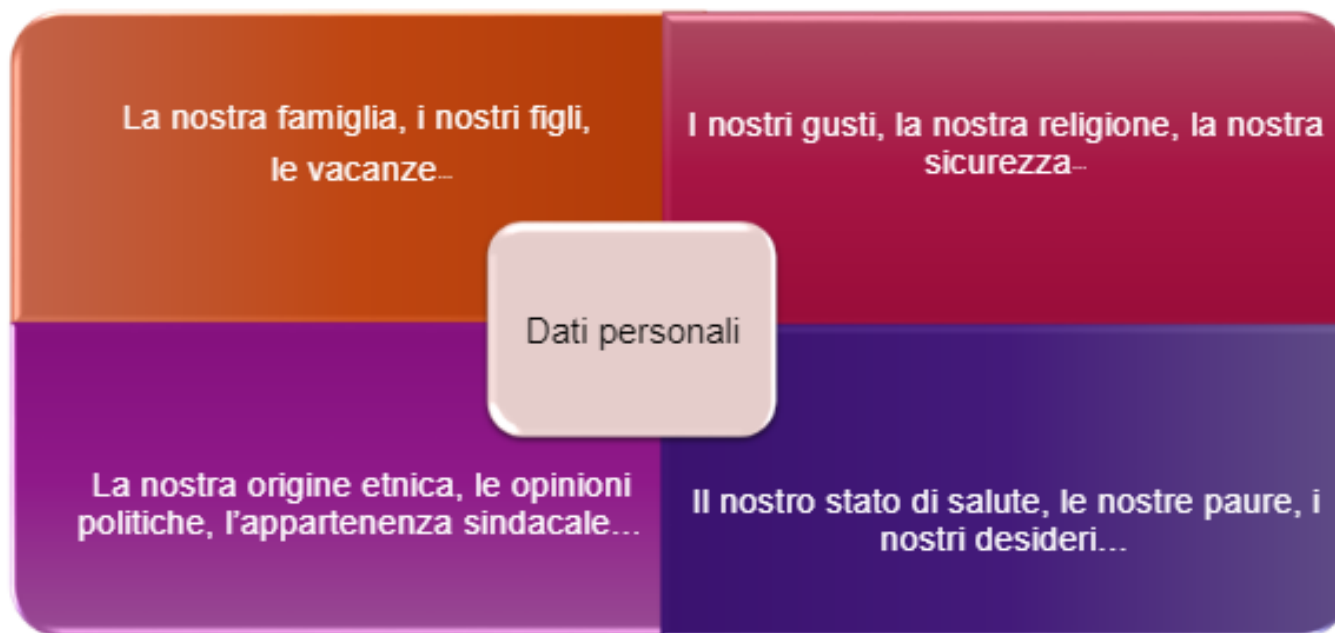 La nostra famiglia, i nostri figli,
le vacanze...
I nostri gusti, la nostra religione, la nostra
sicurezza...
Dati personali
La nostra origine etnica, le opinioni
politiche, l’appartenenza sindacale...
Il nostro stato di salute, le nostre paure, i
nostri desideri...